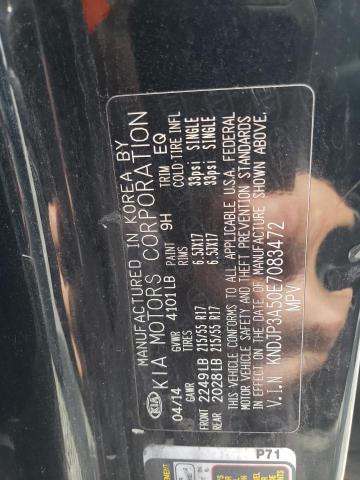 MANUFACTURED IN KOREA BY
KIA KIA MOTORS CORPORATION
04/14 GVWR 4101LB PAINT 9H TRIM EQ
GAWR TIRES RIMS COLD TIRE INFL
FRONT 2249LB 215/55 R17 6.5JX17 33psi SINGLE
REAR 2028LB 215/55 R17 6.5JX17 33psi SINGLE
THIS VEHICLE CONFORMS TO ALL APPLICABLE U.S.A. FEDERAL
MOTOR VEHICLE SAFETY AND THEFT PREVENTION STANDARDS
IN EFFECT ON THE DATE OF MANUFACTURE SHOWN ABOVE.
V.I.N KNDJP3A50E7083472
MPV
P71